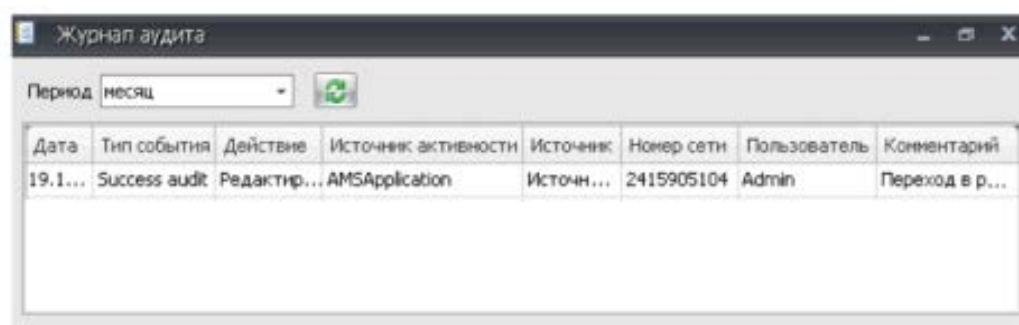 Журнал аудита
Период месяц
Дата Тип события Действие Источник активности Источник Номер сети Пользователь Комментарий
19.1... Success audit Редактир... AMSApplication Источн... 2415905104 Admin Переход в р...